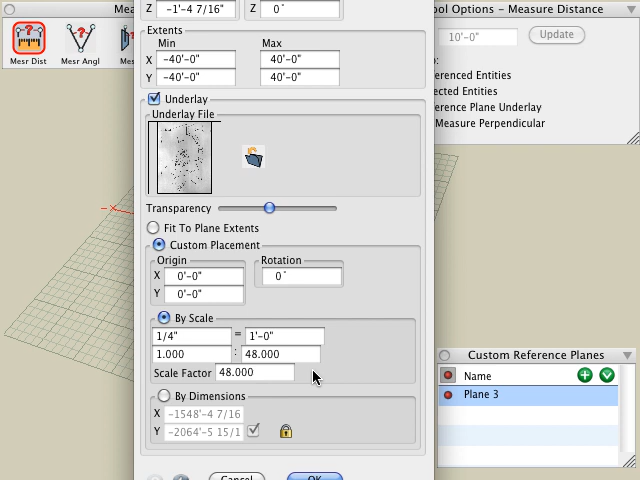 Z -1'-4 7/16" Z 0°
ool Options - Measure Distance
10'-0" Update
Mesr Dist Mesr Angl
Extents
Min Max
X -40'-0" 40'-0"
Y -40'-0" 40'-0"
erenced Entities
ected Entities
erence Plane Underlay
Measure Perpendicular
Underlay
Underlay File
Transparency
Fit To Plane Extents
Custom Placement
Origin Rotation
X 0'-0" 0°
Y 0'-0"
By Scale
1/4" = 1'-0"
1.000 : 48.000
Scale Factor 48.000
By Dimensions
X -1548'-4 7/16
Y -2064'-5 15/1
Cancel OK
Custom Reference Planes
Name
Plane 3